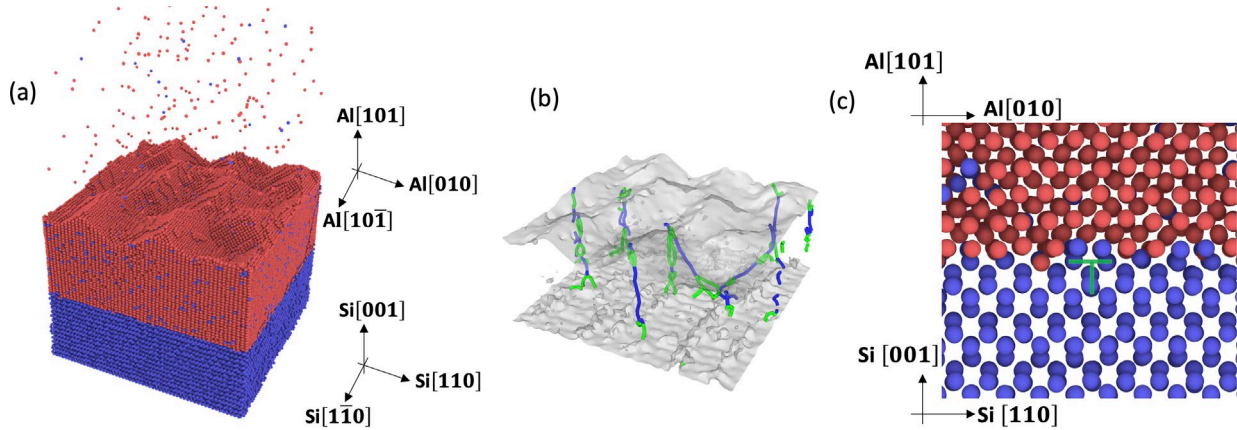 (a)
Al[101]
Al[010]
Al[101̅]
Si[001]
Si[110]
Si[11̅0]
(b)
(c)
Al[101]
Al[010]
Si [001]
Si [110]